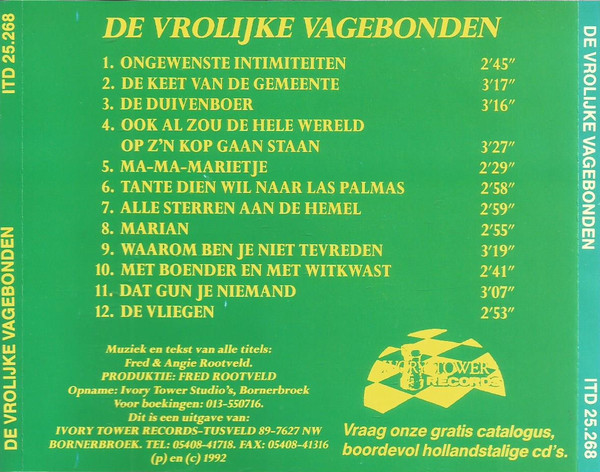 DE VROLIJKE VAGEBONDEN
1. ONGEWENSTE INTIMITEITEN 2'45"
2. DE KEET VAN DE GEMEENTE 3'17"
3. DE DUIVENBOER 3'16"
4. OOK AL ZOU DE HELE WERELD
OP Z'N KOP GAAN STAAN 3'27"
5. MA-MA-MARIETJE 2'29"
6. TANTE DIEN WIL NAAR LAS PALMAS 2'58"
7. ALLE STERREN AAN DE HEMEL 2'59"
8. MARIAN 2'55"
9. WAAROM BEN JE NIET TEVREDEN 3'19"
10. MET BOENDER EN MET WITKWAST 2'41"
11. DAT GUN JE NIEMAND 3'07"
12. DE VLIEGEN 2'53"
Muziek en tekst van alle titels:
Fred & Angie Rootveld.
PRODUKTIE: FRED ROOTVELD
Opname: Ivory Tower Studio's, Bornerbroek
Voor boekingen: 013-550716.
Dit is een uitgave van:
IVORY TOWER RECORDS-TUSVELD 89-7627 NW
BORNERBROEK. TEL: 05408-41718. FAX: 05408-41316
(p) en (c) 1992
IVORY TOWER
RECORDS
Vraag onze gratis catalogus,
boordevol hollandstalige cd's.
DE VROLIJKE VAGEBONDEN ITD 25.268
DE VROLIJKE VAGEBONDEN ITD 25.268